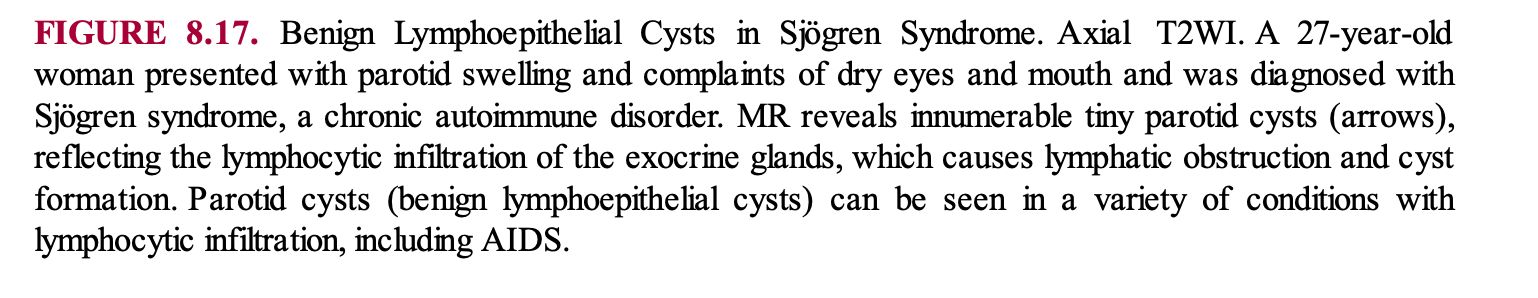 FIGURE 8.17. Benign Lymphoepithelial Cysts in Sjögren Syndrome. Axial T2WI. A 27-year-old
woman presented with parotid swelling and complaints of dry eyes and mouth and was diagnosed with
Sjögren syndrome, a chronic autoimmune disorder. MR reveals innumerable tiny parotid cysts (arrows),
reflecting the lymphocytic infiltration of the exocrine glands, which causes lymphatic obstruction and cyst
formation. Parotid cysts (benign lymphoepithelial cysts) can be seen in a variety of conditions with
lymphocytic infiltration, including AIDS.